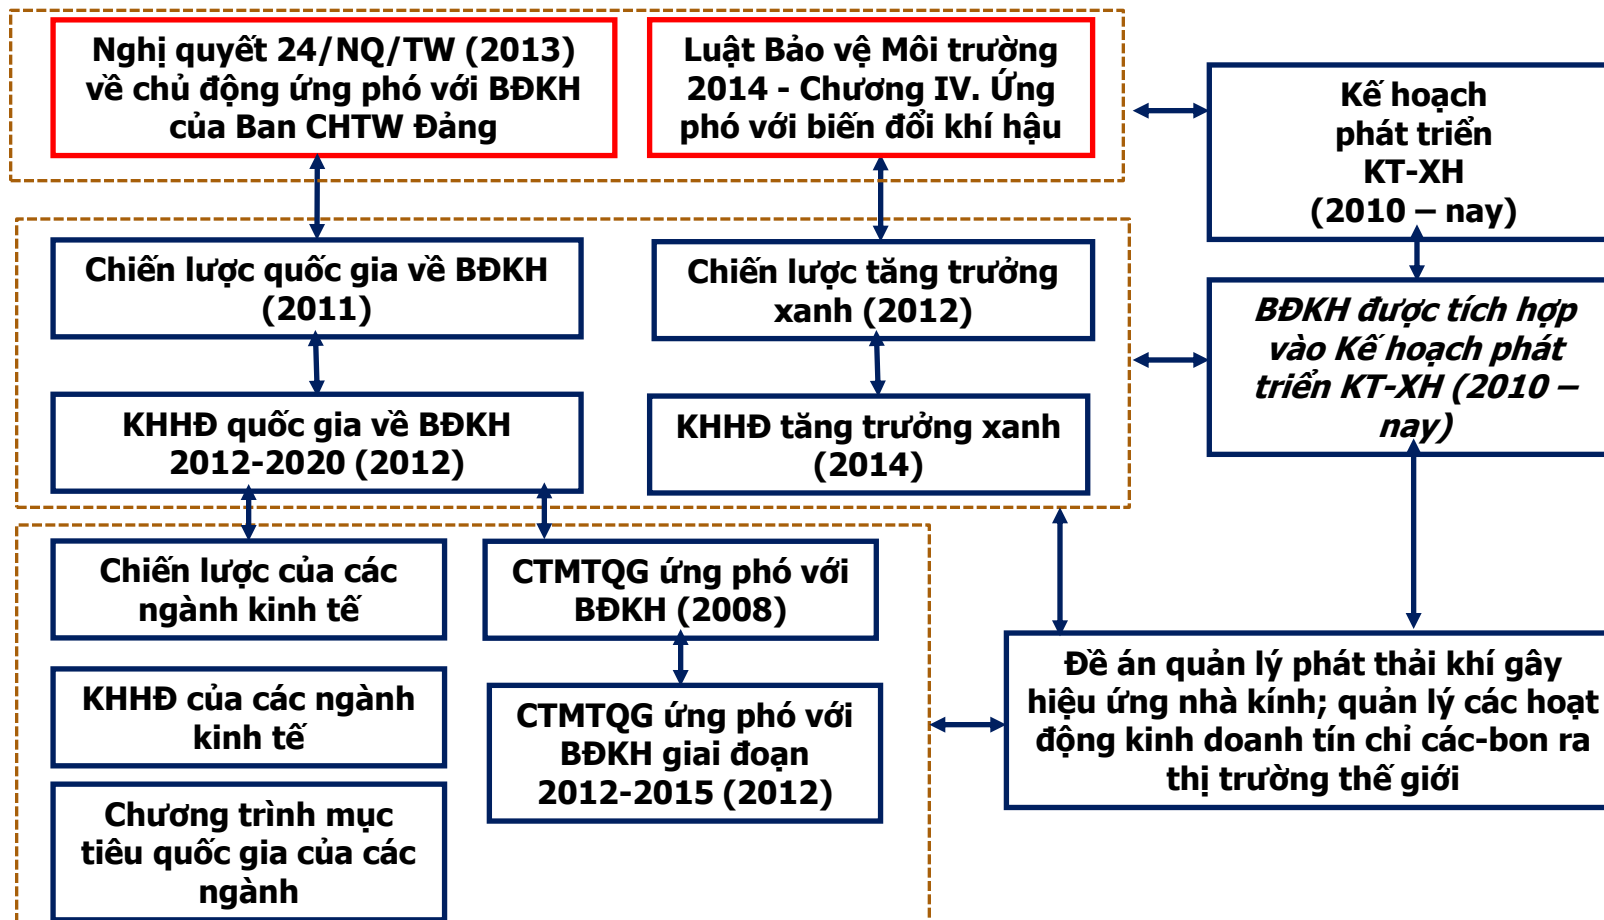 Nghị quyết 24/NQ/TW (2013)
về chủ động ứng phó với BĐKH
của Ban CHTW Đảng
Luật Bảo vệ Môi trường
2014 - Chương IV. Ứng
phó với biến đổi khí hậu
Kế hoạch
phát triển
KT-XH
(2010 – nay)
Chiến lược quốc gia về BĐKH
(2011)
Chiến lược tăng trưởng
xanh (2012)
BĐKH được tích hợp
vào Kế hoạch phát
triển KT-XH (2010 –
nay)
KHHĐ quốc gia về BĐKH
2012-2020 (2012)
KHHĐ tăng trưởng xanh
(2014)
Chiến lược của các
ngành kinh tế
CTMTQG ứng phó với
BĐKH (2008)
KHHĐ của các ngành
kinh tế
CTMTQG ứng phó với
BĐKH giai đoạn
2012-2015 (2012)
Đề án quản lý phát thải khí gây
hiệu ứng nhà kính; quản lý các hoạt
động kinh doanh tín chỉ các-bon ra
thị trường thế giới
Chương trình mục
tiêu quốc gia của các
ngành